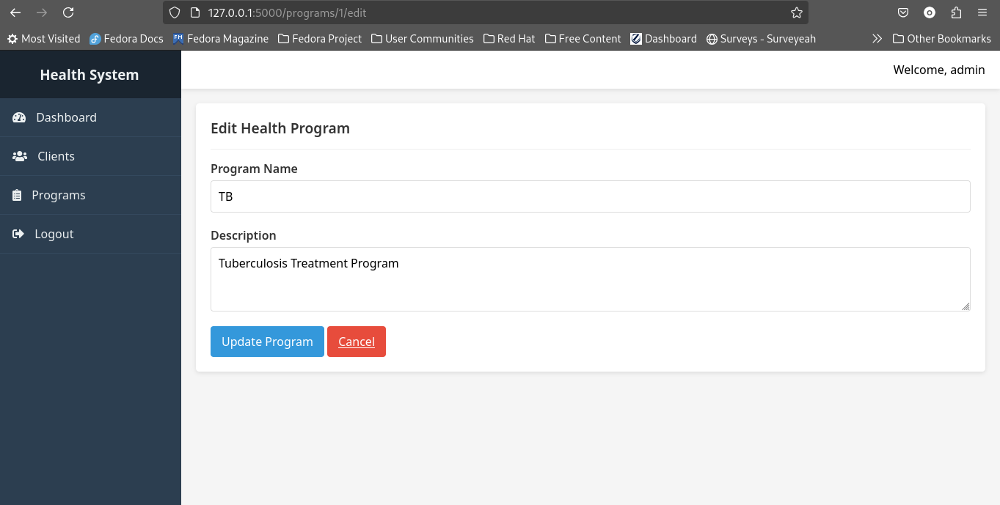 127.0.0.1:5000/programs/1/edit
Most Visited Fedora Docs FM Fedora Magazine Fedora Project User Communities Red Hat Free Content Dashboard Surveys - Surveyeah Other Bookmarks
Health System
Welcome, admin
Dashboard
Clients
Programs
Logout
Edit Health Program
Program Name
TB
Description
Tuberculosis Treatment Program
Update Program Cancel